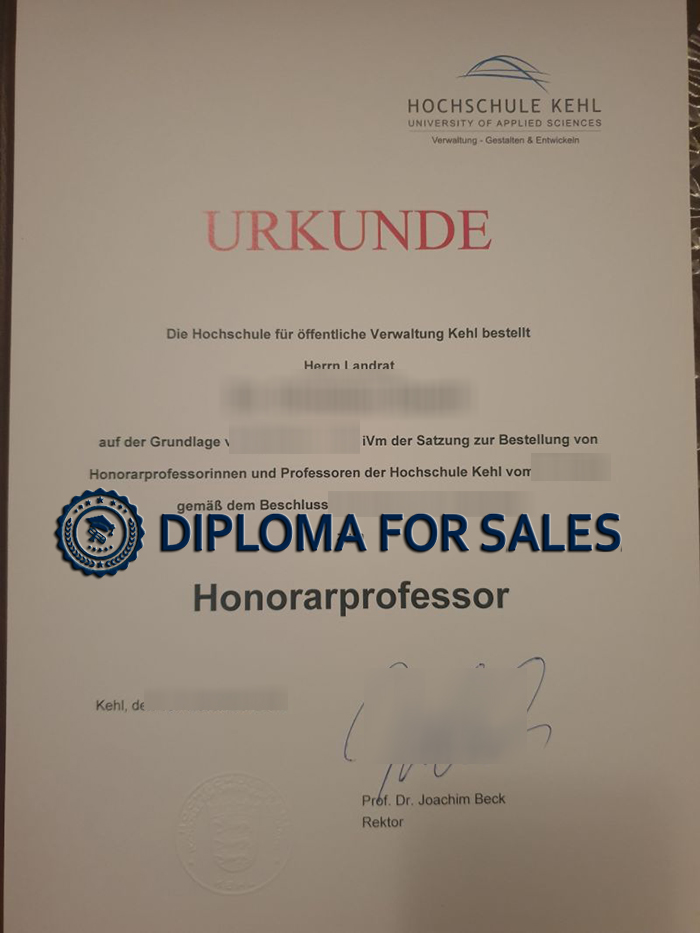 HOCHSCHULE KEHL
UNIVERSITY OF APPLIED SCIENCES
Verwaltung - Gestalten & Entwickeln
URKUNDE
Die Hochschule für öffentliche Verwaltung Kehl bestellt
Herrn Landrat
auf der Grundlage iVm der Satzung zur Bestellung von
Honorarprofessorinnen und Professoren der Hochschule Kehl vom
gemäß dem Beschluss
DIPLOMA FOR SALES
Honorarprofessor
Kehl, de
Prof. Dr. Joachim Beck
Rektor